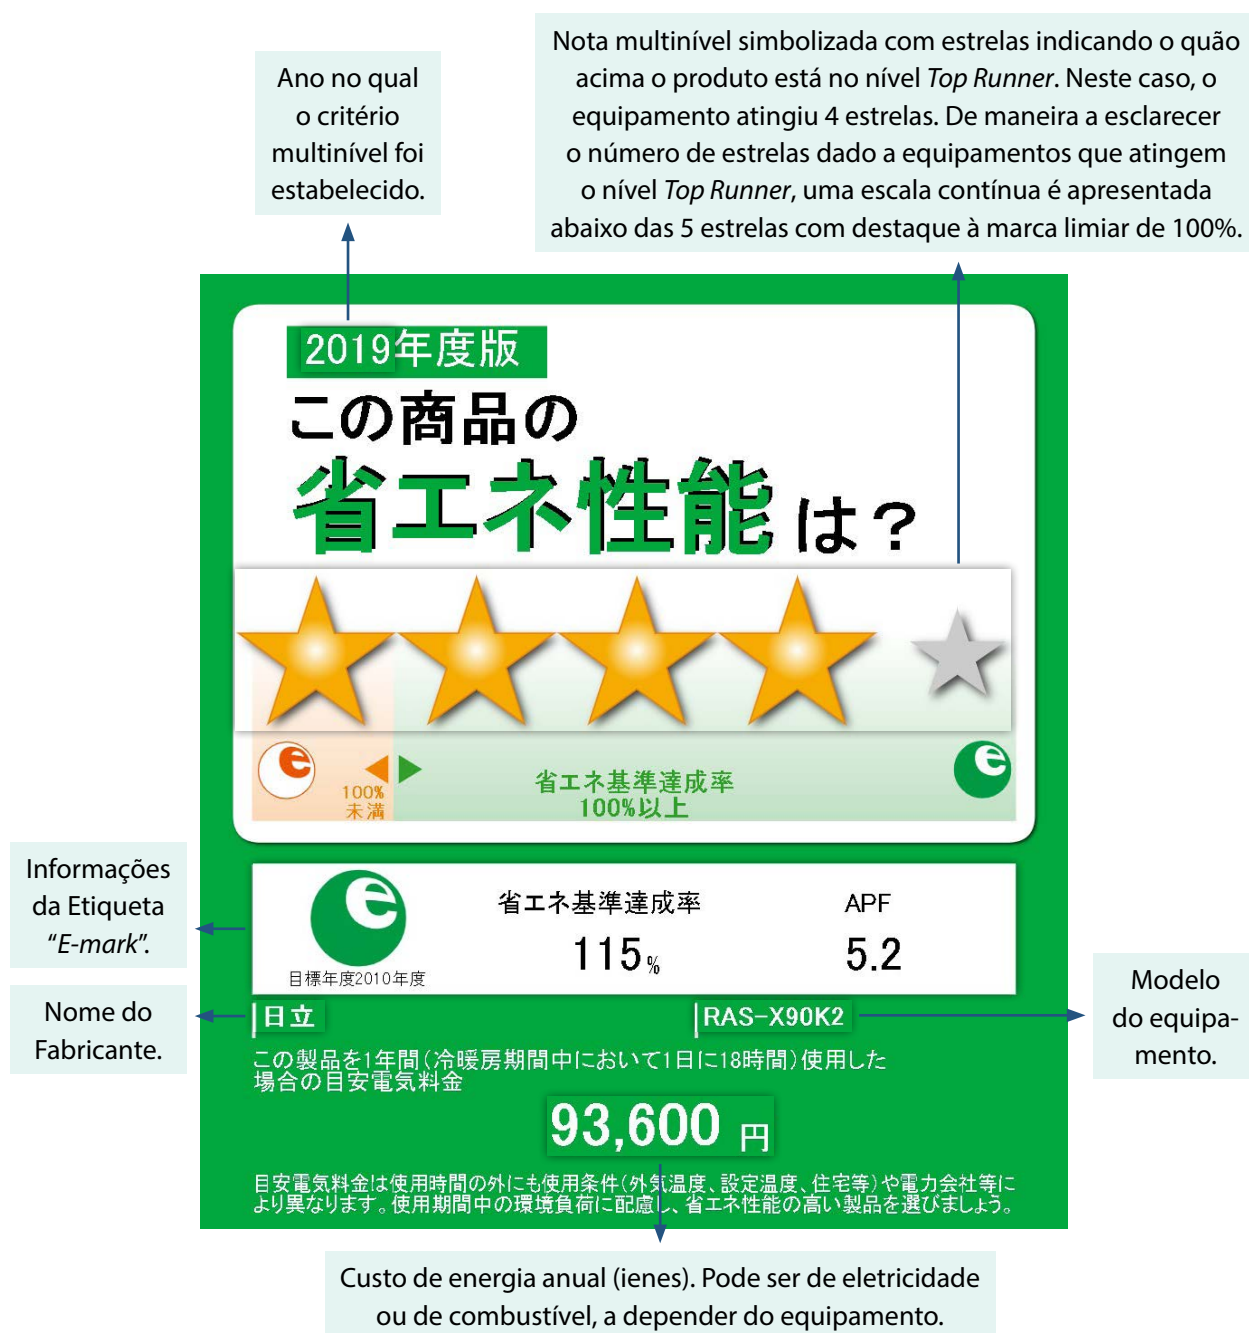 Ano no qual
o critério
multinível foi
estabelecido.
Nota multinível simbolizada com estrelas indicando o quão
acima o produto está no nível Top Runner. Neste caso, o
equipamento atingiu 4 estrelas. De maneira a esclarecer
o número de estrelas dado a equipamentos que atingem
o nível Top Runner, uma escala contínua é apresentada
abaixo das 5 estrelas com destaque à marca limiar de 100%.
2019年度版
この商品の
省エネ性能は？
e
100%
未満
省エネ基準達成率
100%以上
e
Informações
da Etiqueta
“E-mark”.
e
目標年度2010年度
省エネ基準達成率
115%
APF
5.2
Nome do
Fabricante.
日立
RAS-X90K2
Modelo
do equipa-
mento.
この製品を1年間(冷暖房期間中において1日に18時間)使用した
場合の目安電気料金
93,600 円
目安電気料金は使用時間の外にも使用条件(外気温度、設定温度、住宅等)や電力会社等に
より異なります。使用期間中の環境負荷に配慮し、省エネ性能の高い製品を選びましょう。
Custo de energia anual (ienes). Pode ser de eletricidade
ou de combustível, a depender do equipamento.